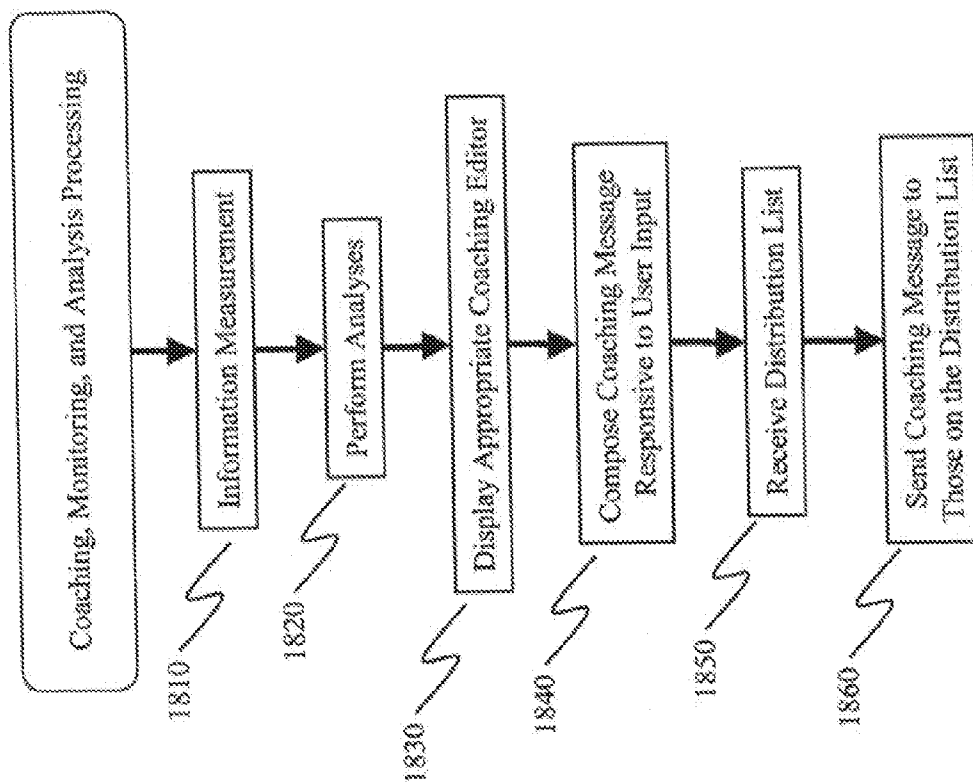 Coaching, Monitoring, and Analysis Processing
1810
Information Measurement
1820
Perform Analyses
1830
Display Appropriate Coaching Editor
1840
Compose Coaching Message
Responsive to User Input
1850
Receive Distribution List
1860
Send Coaching Message to
Those on the Distribution List